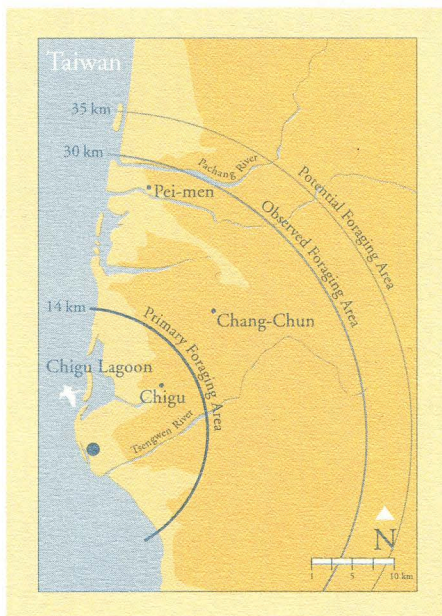 Taiwan
35 km
30 km
Pachang River
Potential Foraging Area
Pei-men
Observed Foraging Area
14 km
Primary Foraging Area
Chang-Chun
Chigu Lagoon
Chigu
Tsengwen River
N
1 5 10 km